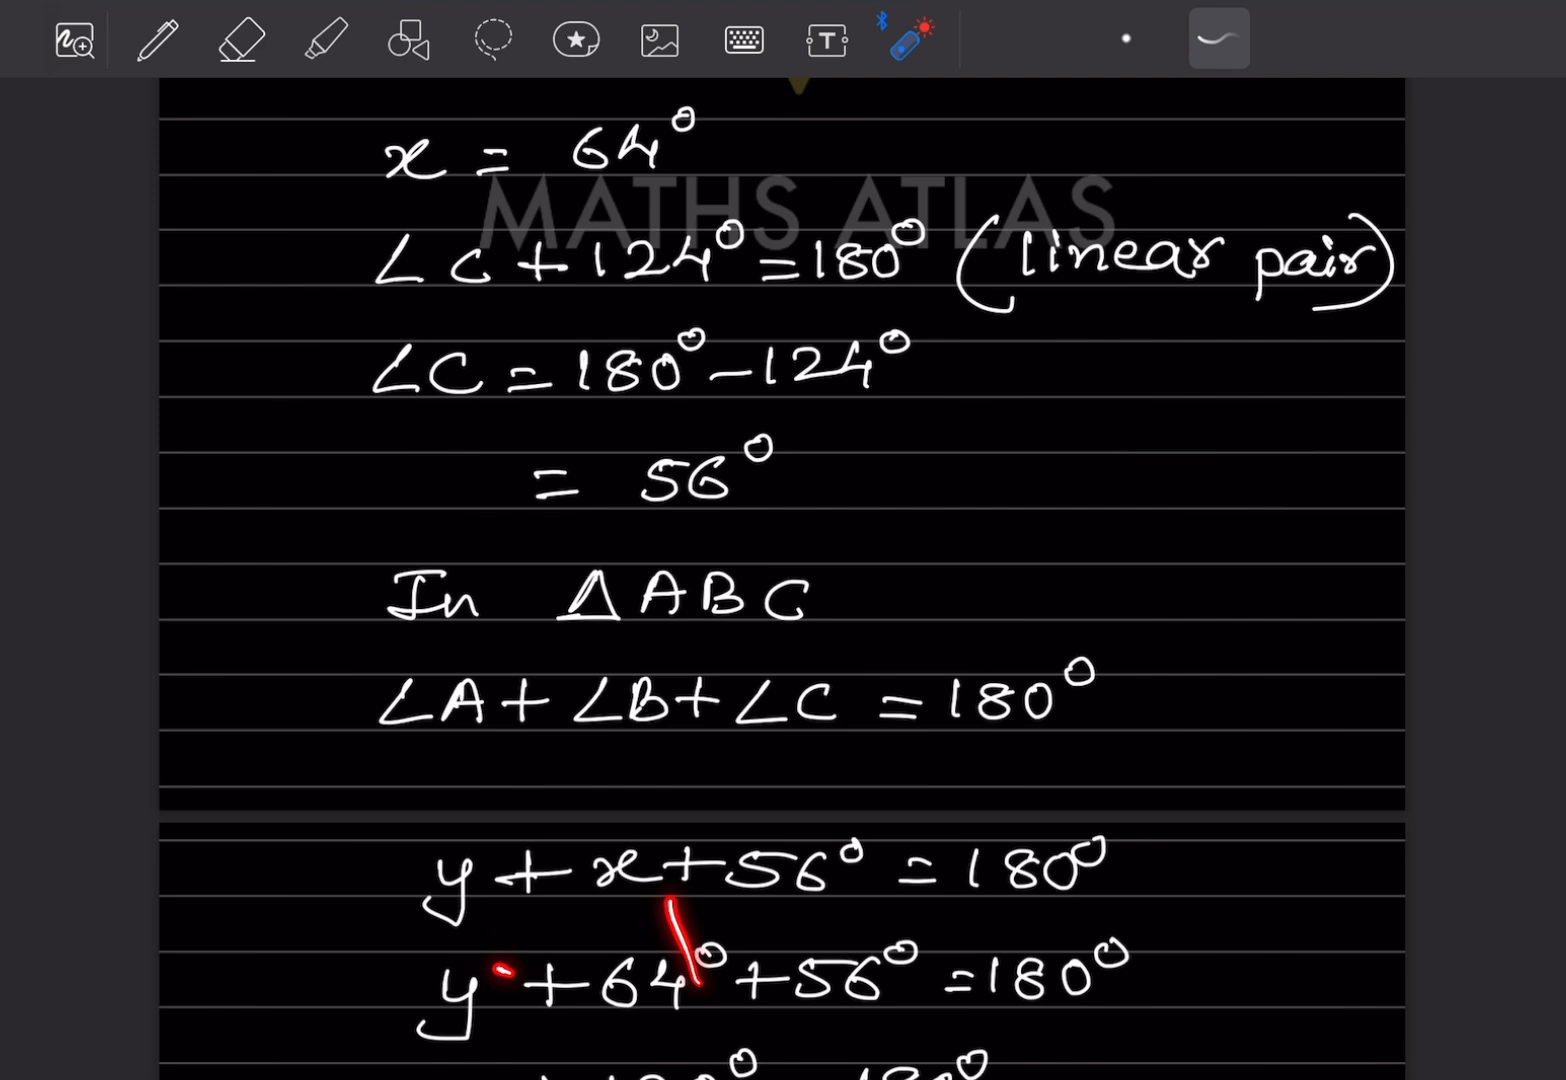 x = 64°
MATHS ATLAS
∠C + 124° = 180° (linear pair)
∠C = 180° - 124°
= 56°
In ΔABC
∠A + ∠B + ∠C = 180°
y + x + 56° = 180°
y + 64° + 56° = 180°